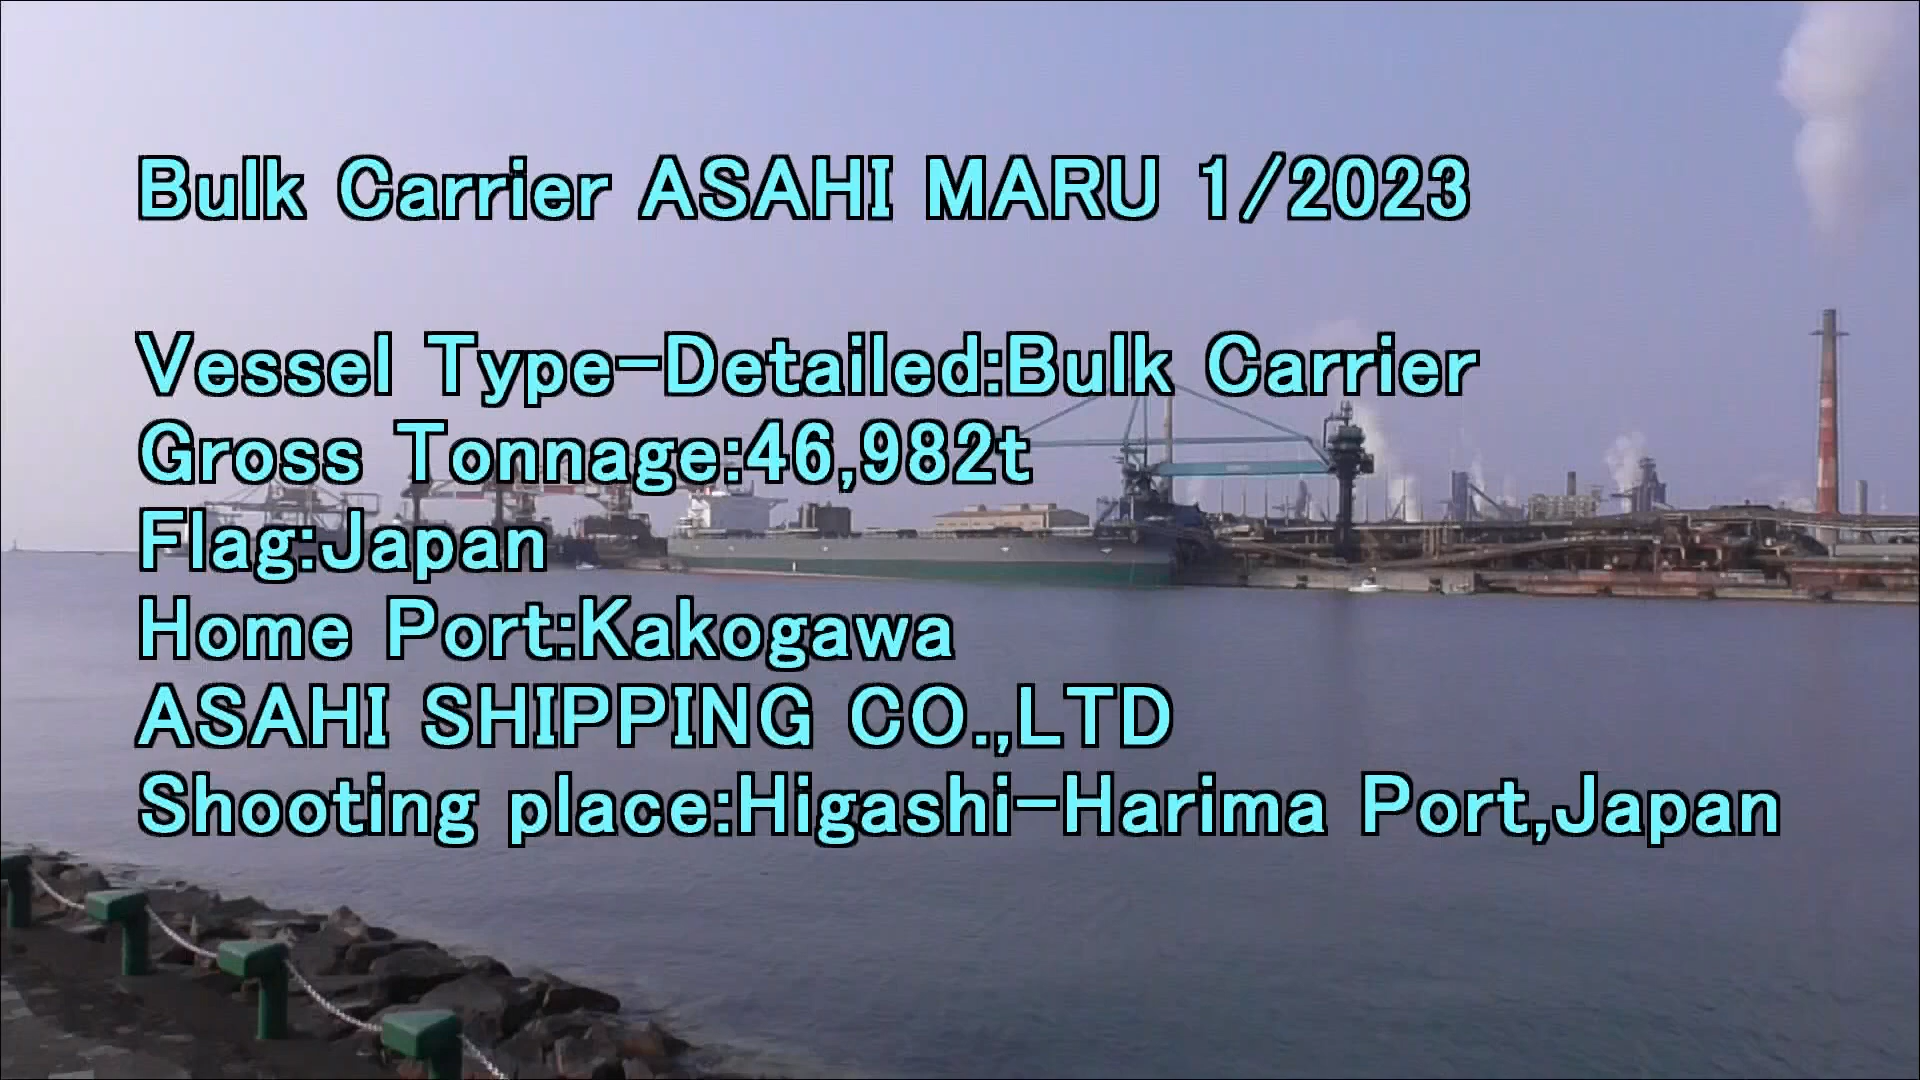 Bulk Carrier ASAHI MARU 1/2023
Vessel Type-Detailed:Bulk Carrier
Gross Tonnage:46,982t
Flag:Japan
Home Port:Kakogawa
ASAHI SHIPPING CO.,LTD
Shooting place:Higashi-Harima Port,Japan